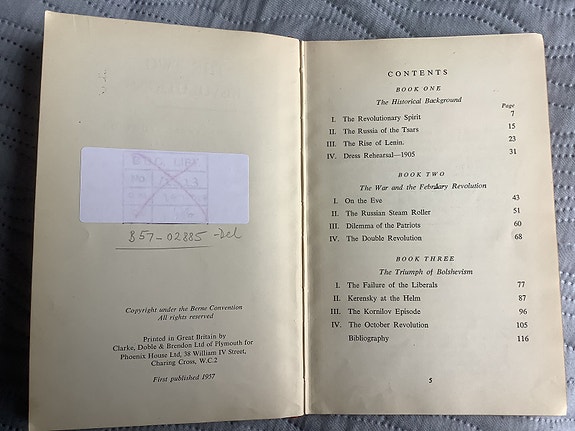 B57-02885 -Del
Copyright under the Berne Convention
All rights reserved
Printed in Great Britain by
Clarke, Doble & Brendon Ltd of Plymouth for
Phoenix House Ltd, 38 William IV Street,
Charing Cross, W.C.2
First published 1957
CONTENTS
BOOK ONE
The Historical Background
Page
I. The Revolutionary Spirit 7
II. The Russia of the Tsars 15
III. The Rise of Lenin. 23
IV. Dress Rehearsal—1905 31
BOOK TWO
The War and the February Revolution
I. On the Eve 43
II. The Russian Steam Roller 51
III. Dilemma of the Patriots 60
IV. The Double Revolution 68
BOOK THREE
The Triumph of Bolshevism
I. The Failure of the Liberals 77
II. Kerensky at the Helm 87
III. The Kornilov Episode 96
IV. The October Revolution 105
Bibliography 116
5